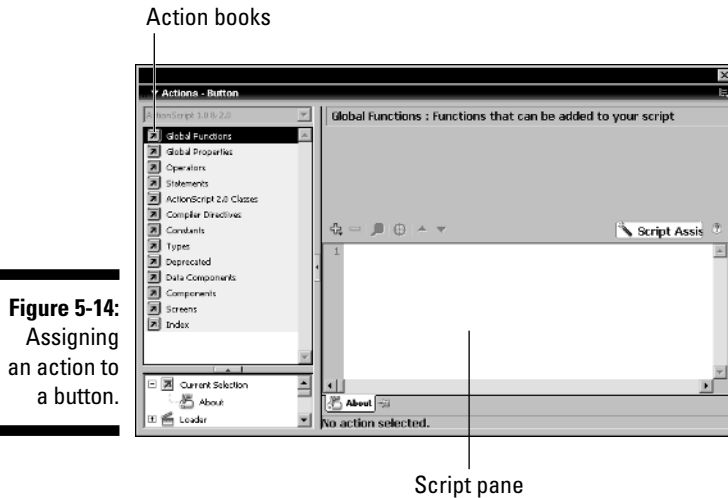 Action books
Actions - Button
ActionScript 1.0 & 2.0
Global Functions
Global Properties
Operators
Statements
ActionScript 2.0 Classes
Compiler Directives
Constants
Types
Deprecated
Data Components
Components
Screens
Index
Current Selection
About
Loader
Global Functions : Functions that can be added to your script
Script Assis
1
About
No action selected.
Figure 5-14:
Assigning
an action to
a button.
Script pane